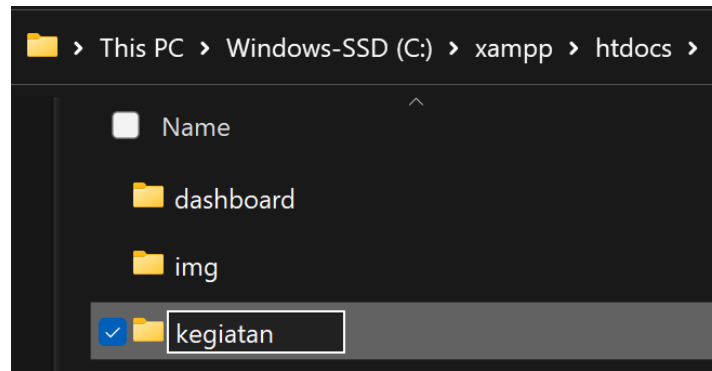 This PC > Windows-SSD (C:) > xampp > htdocs >
Name
dashboard
img
kegiatan